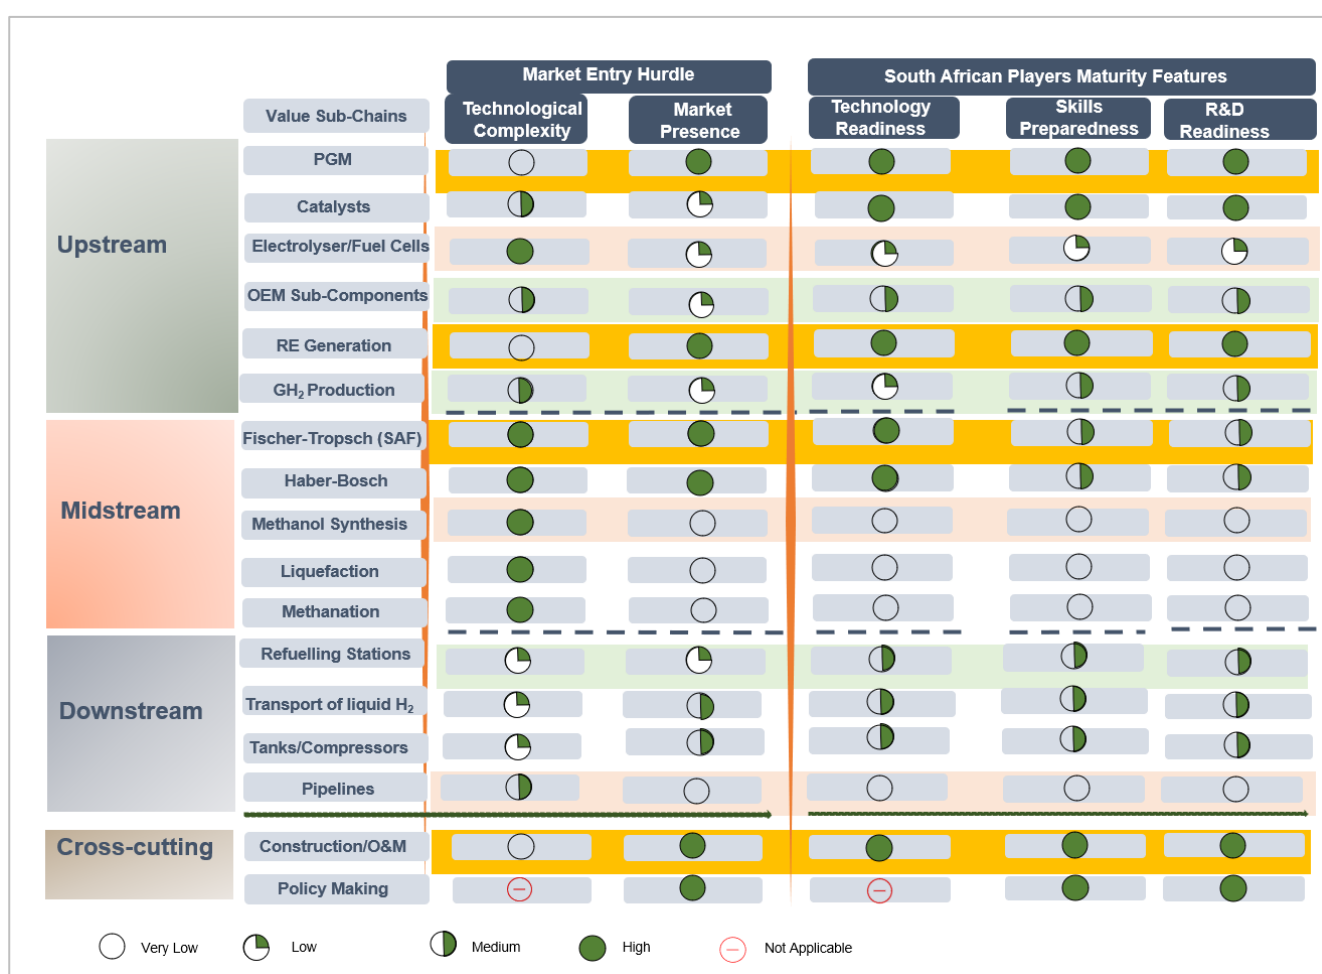 Market Entry Hurdle
South African Players Maturity Features
Value Sub-Chains
Technological
Complexity
Market
Presence
Technology
Readiness
Skills
Preparedness
R&D
Readiness
Upstream
PGM
Catalysts
Electrolyser/Fuel Cells
OEM Sub-Components
RE Generation
GH₂ Production
Midstream
Fischer-Tropsch (SAF)
Haber-Bosch
Methanol Synthesis
Liquefaction
Methanation
Downstream
Refuelling Stations
Transport of liquid H₂
Tanks/Compressors
Pipelines
Cross-cutting
Construction/O&M
Policy Making
Very Low
Low
Medium
High
Not Applicable